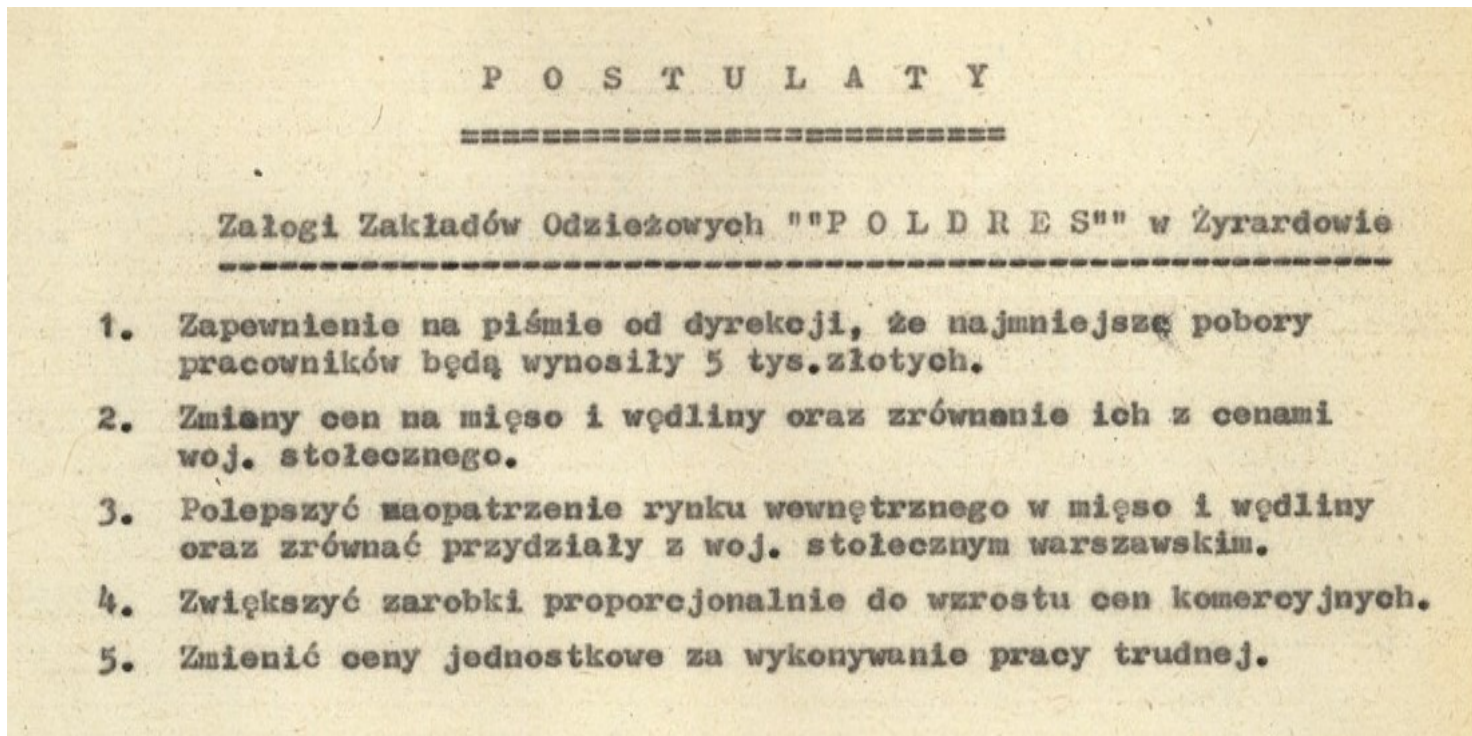 P O S T U L A T Y
===========================
Załogi Zakładów Odzieżowych ""P O L D R E S"" w Żyrardowie
----------------------------------------------------------
1. Zapewnienie na piśmie od dyrekcji, że najmniejszę pobory
pracowników będą wynosiły 5 tys.złotych.
2. Zmiany cen na mięso i wędliny oraz zrównanie ich z cenami
woj. stołecznego.
3. Polepszyć zaopatrzenie rynku wewnętrznego w mięso i wędliny
oraz zrównać przydziały z woj. stołecznym warszawskim.
4. Zwiększyć zarobki proporcjonalnie do wzrostu cen komercyjnych.
5. Zmienić ceny jednostkowe za wykonywanie pracy trudnej.